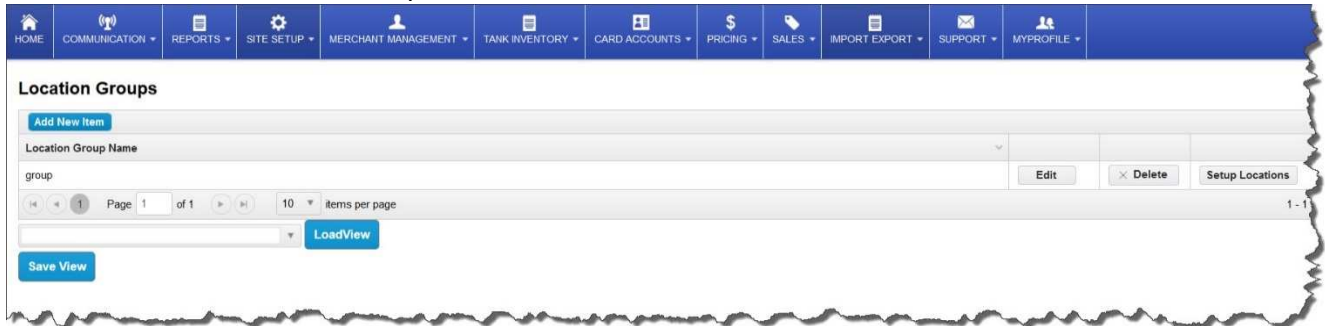 HOME COMMUNICATION REPORTS SITE SETUP MERCHANT MANAGEMENT TANK INVENTORY CARD ACCOUNTS PRICING SALES IMPORT EXPORT SUPPORT MYPROFILE
Location Groups
Add New Item
Location Group Name
group Edit × Delete Setup Locations
1 Page 1 of 1 10 items per page 1 - 1
LoadView
Save View